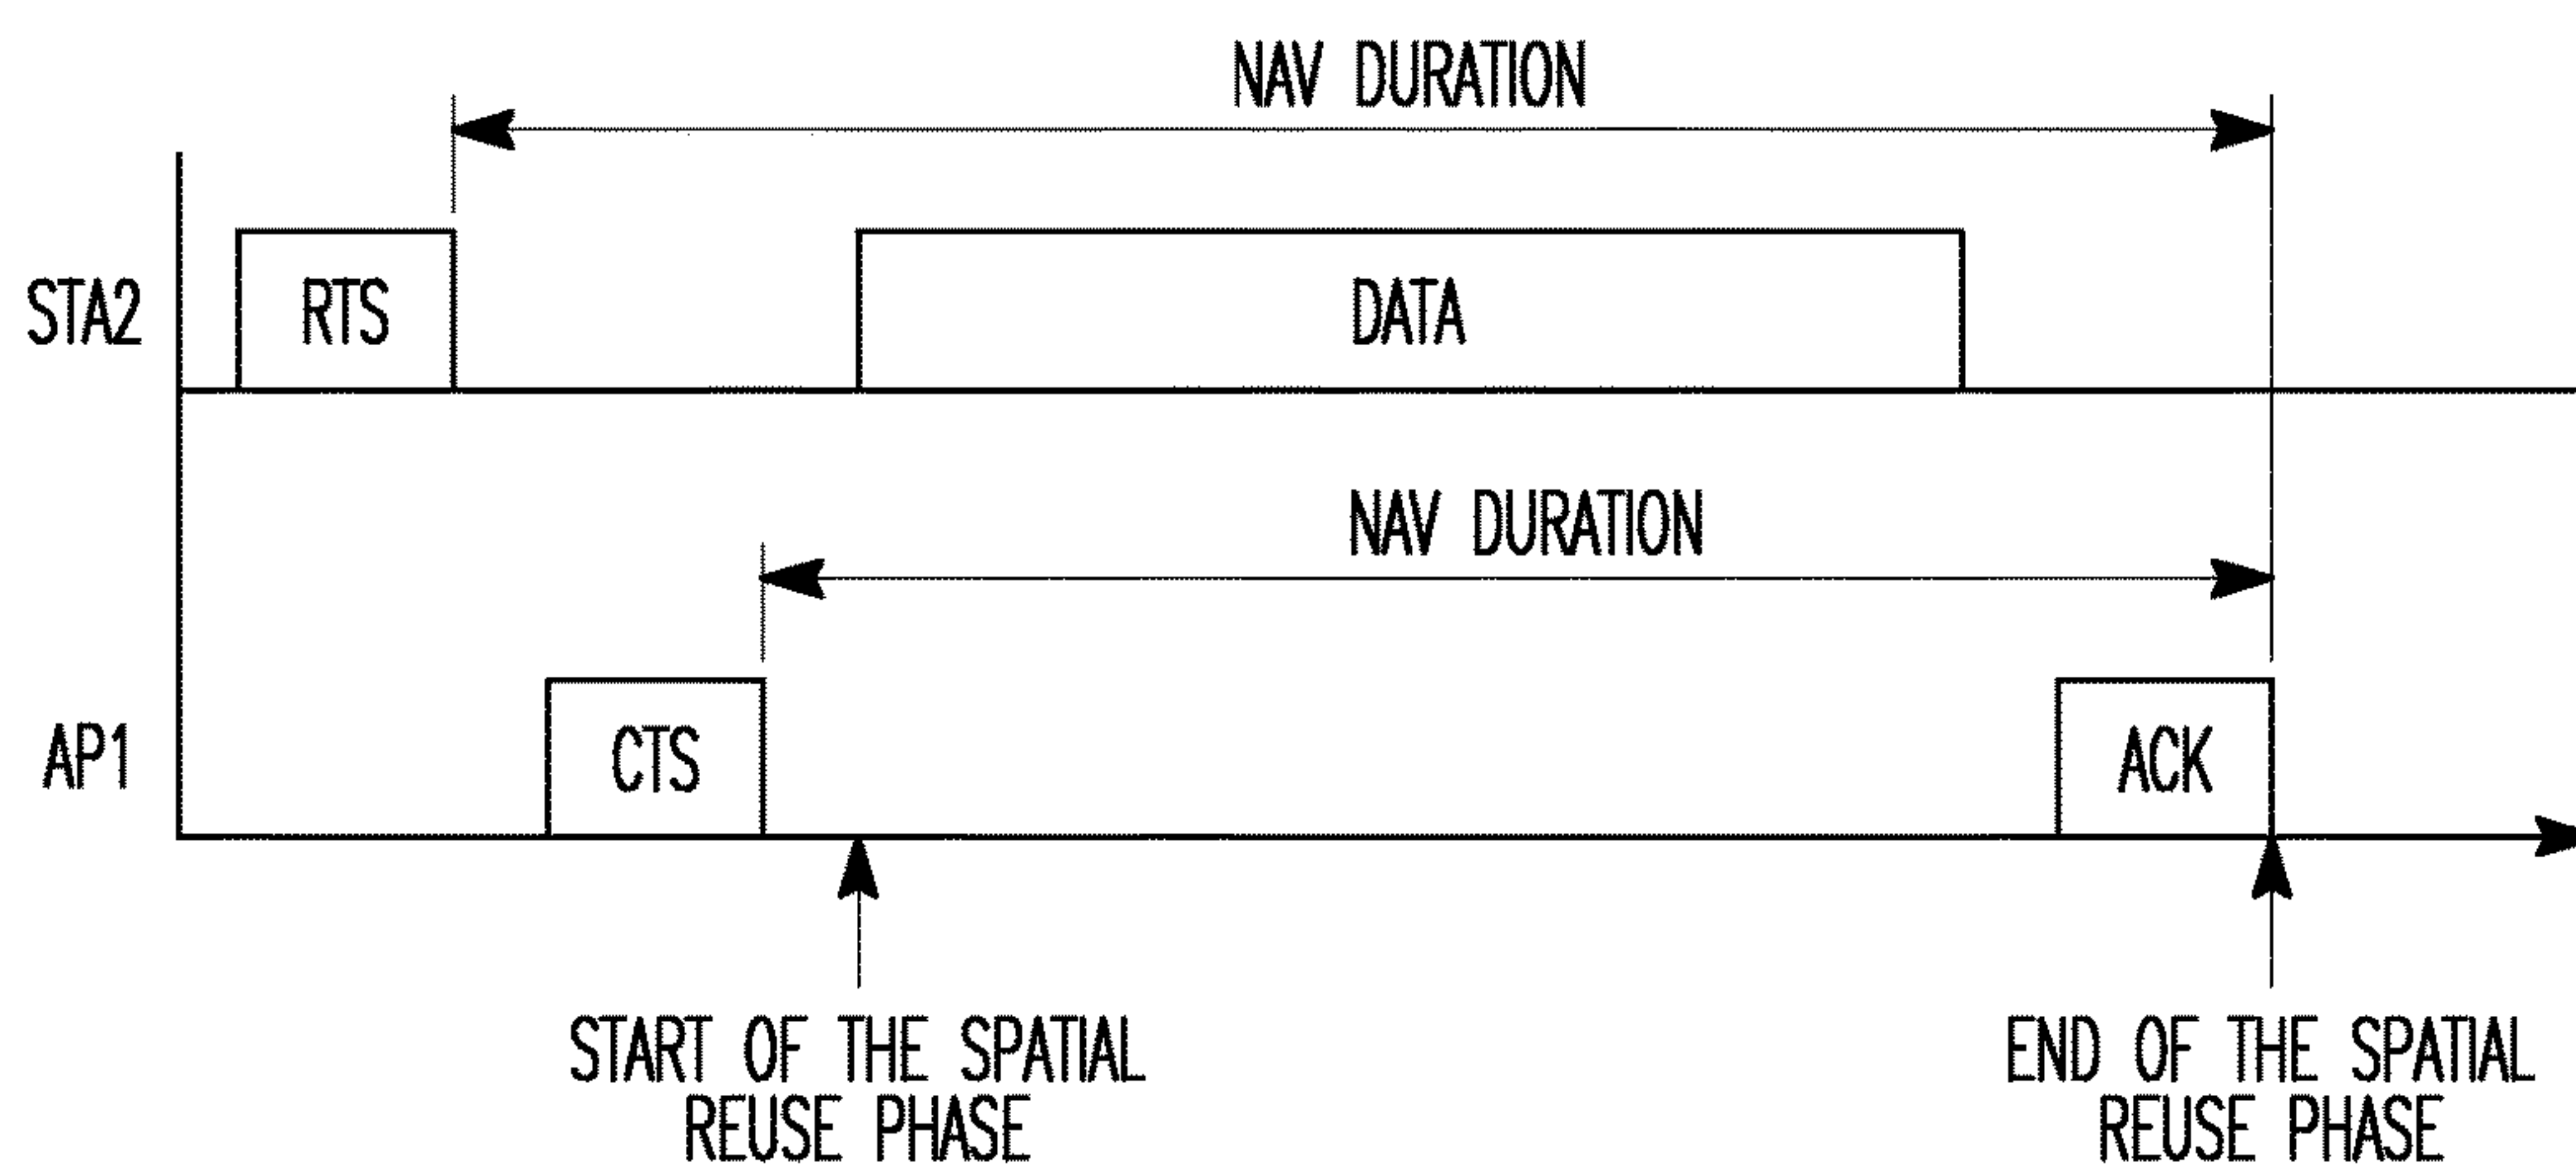 NAV DURATION
STA2
RTS
DATA
NAV DURATION
AP1
CTS
ACK
START OF THE SPATIAL
REUSE PHASE
END OF THE SPATIAL
REUSE PHASE